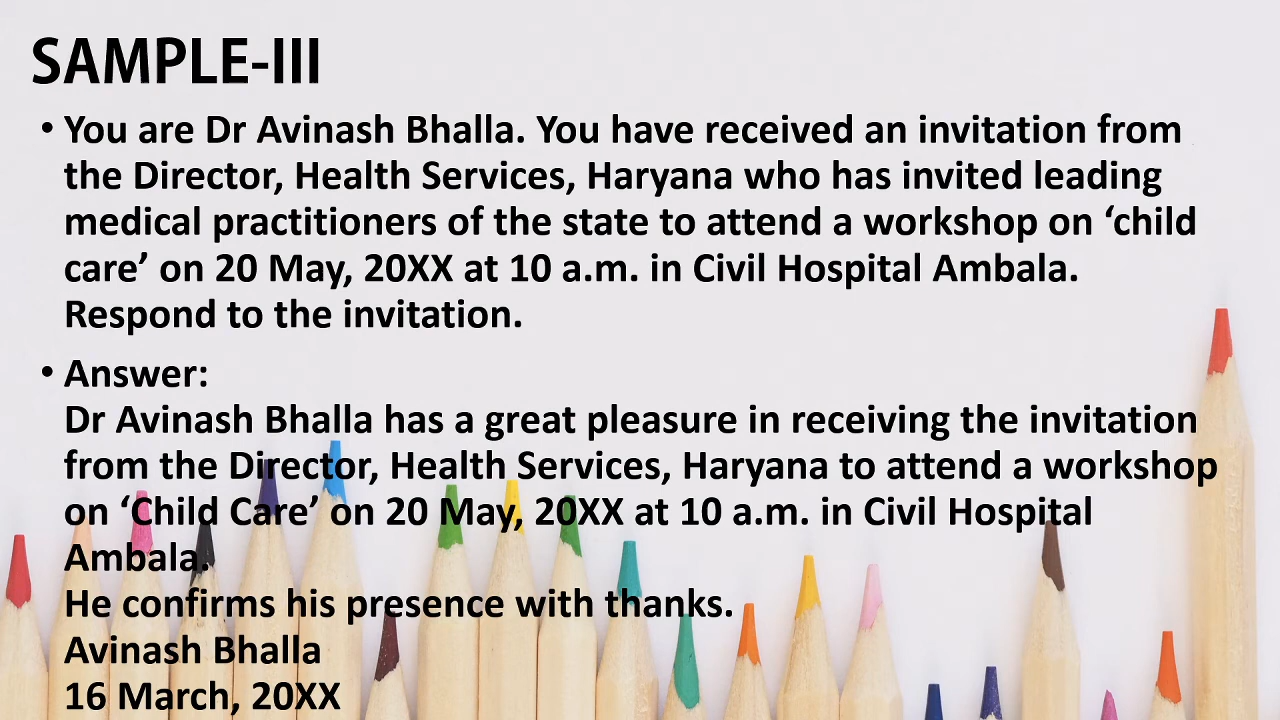 SAMPLE-III
• You are Dr Avinash Bhalla. You have received an invitation from
the Director, Health Services, Haryana who has invited leading
medical practitioners of the state to attend a workshop on ‘child
care’ on 20 May, 20XX at 10 a.m. in Civil Hospital Ambala.
Respond to the invitation.
• Answer:
Dr Avinash Bhalla has a great pleasure in receiving the invitation
from the Director, Health Services, Haryana to attend a workshop
on ‘Child Care’ on 20 May, 20XX at 10 a.m. in Civil Hospital
Ambala.
He confirms his presence with thanks.
Avinash Bhalla
16 March, 20XX